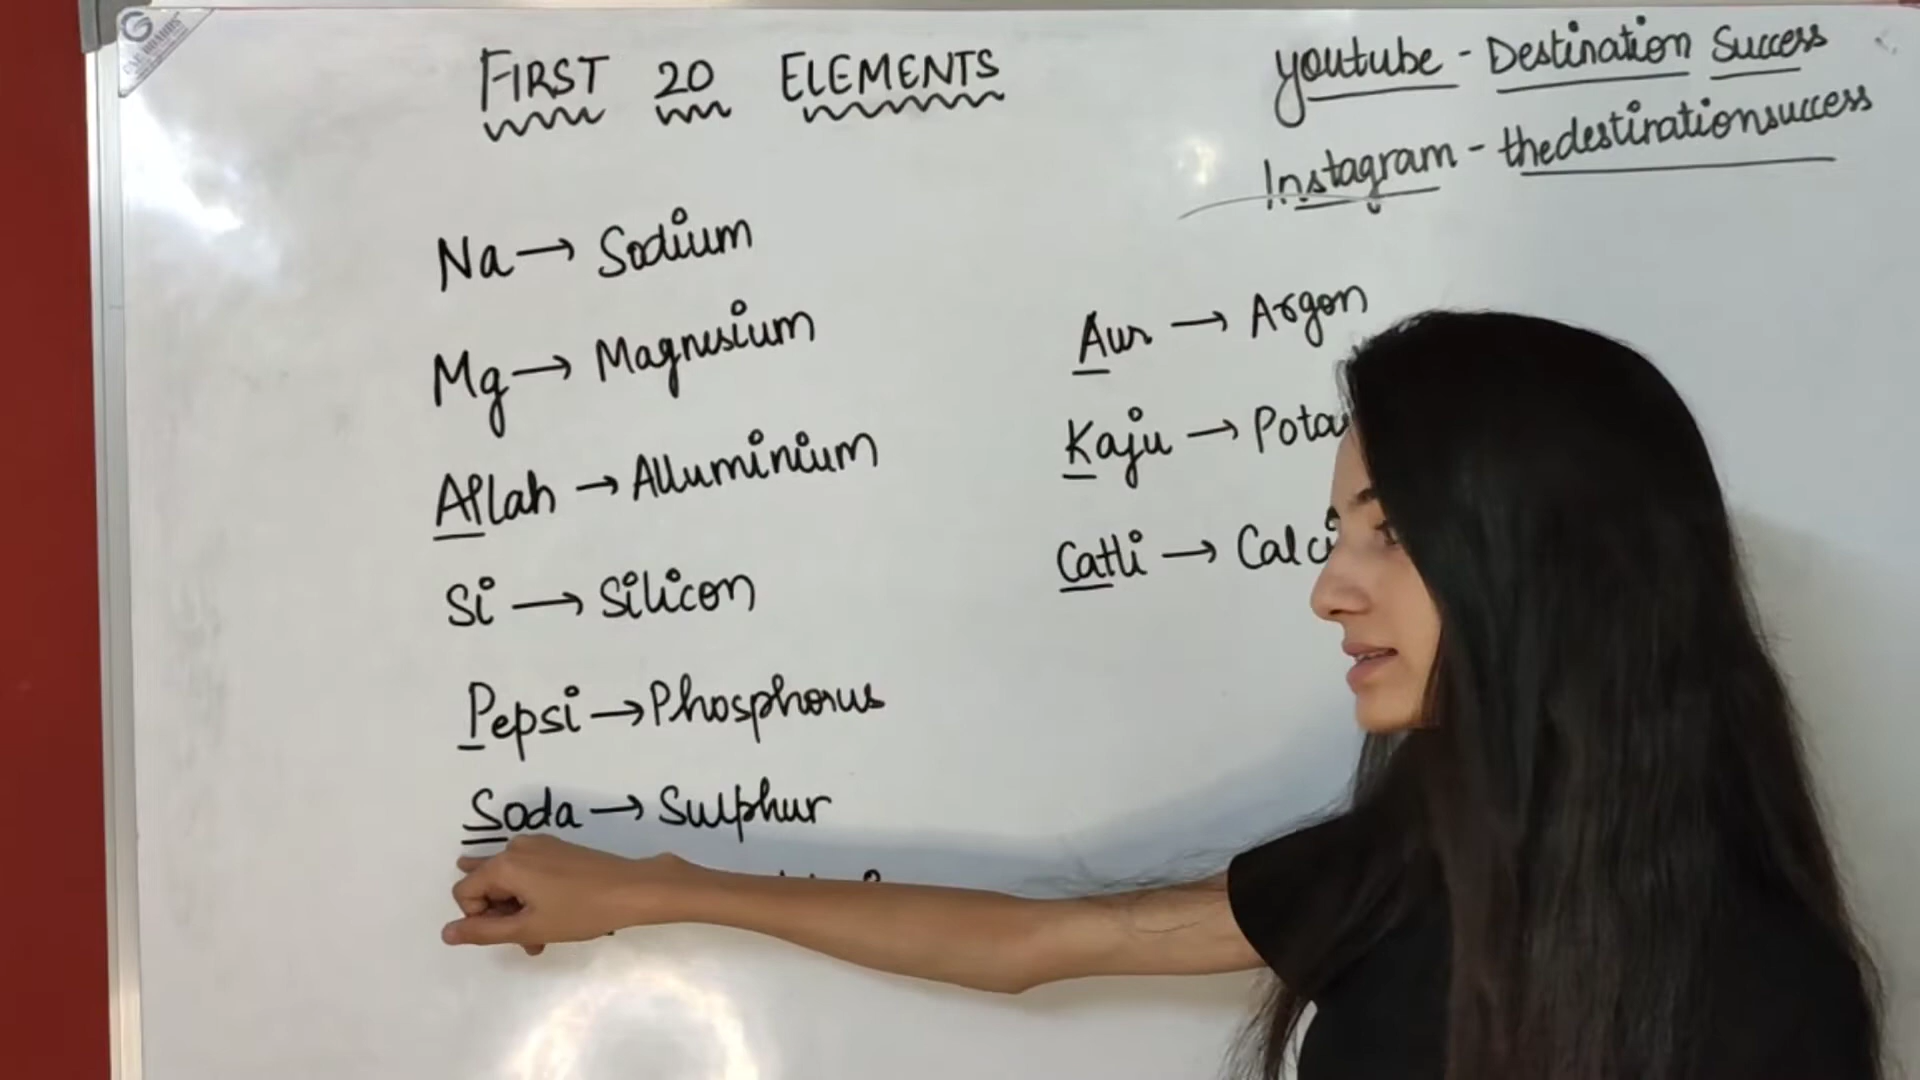 FIRST 20 ELEMENTS
youtube - Destination Success
Instagram - thedestinationsuccess
Na → Sodium
Mg → Magnesium
Allah → Alluminium
Si → Silicon
Pepsi → Phosphorus
Soda → Sulphur
Aur → Argon
Kaju → Pota
Catli → Calci